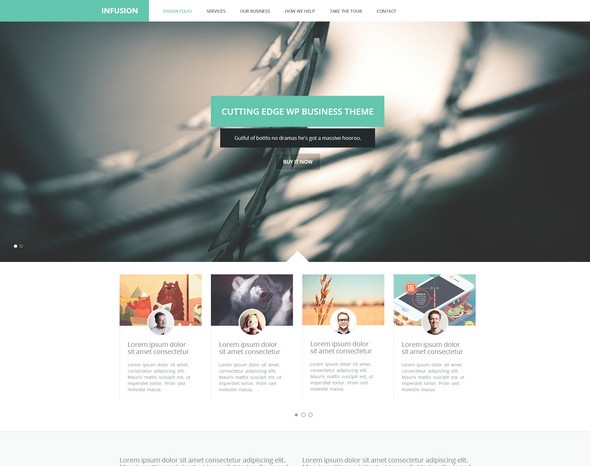 INFUSION
DESIGN FOLIO SERVICES OUR BUSINESS HOW WE HELP TAKE THE TOUR CONTACT
CUTTING EDGE WP BUSINESS THEME
Gutful of bottlo no dramas he's got a massive hooroo.
BUY IT NOW
Lorem ipsum dolor
sit amet consectetur
Lorem ipsum dolor sit amet,
consectetur adipiscing elit.
Mauris mattis suscipit est, ut
imperdiet tortor. Proin sed
molestie massa.
Lorem ipsum dolor
sit amet consectetur
Lorem ipsum dolor sit amet,
consectetur adipiscing elit.
Mauris mattis suscipit est, ut
imperdiet tortor. Proin sed
molestie massa.
Lorem ipsum dolor
sit amet consectetur
Lorem ipsum dolor sit amet,
consectetur adipiscing elit.
Mauris mattis suscipit est, ut
imperdiet tortor. Proin sed
molestie massa.
Lorem ipsum dolor
sit amet consectetur
Lorem ipsum dolor sit amet,
consectetur adipiscing elit.
Mauris mattis suscipit est, ut
imperdiet tortor. Proin sed
molestie massa.
Lorem ipsum dolor sit amet consectetur adipiscing elit.
Lorem ipsum dolor sit amet consectetur adipiscing elit.